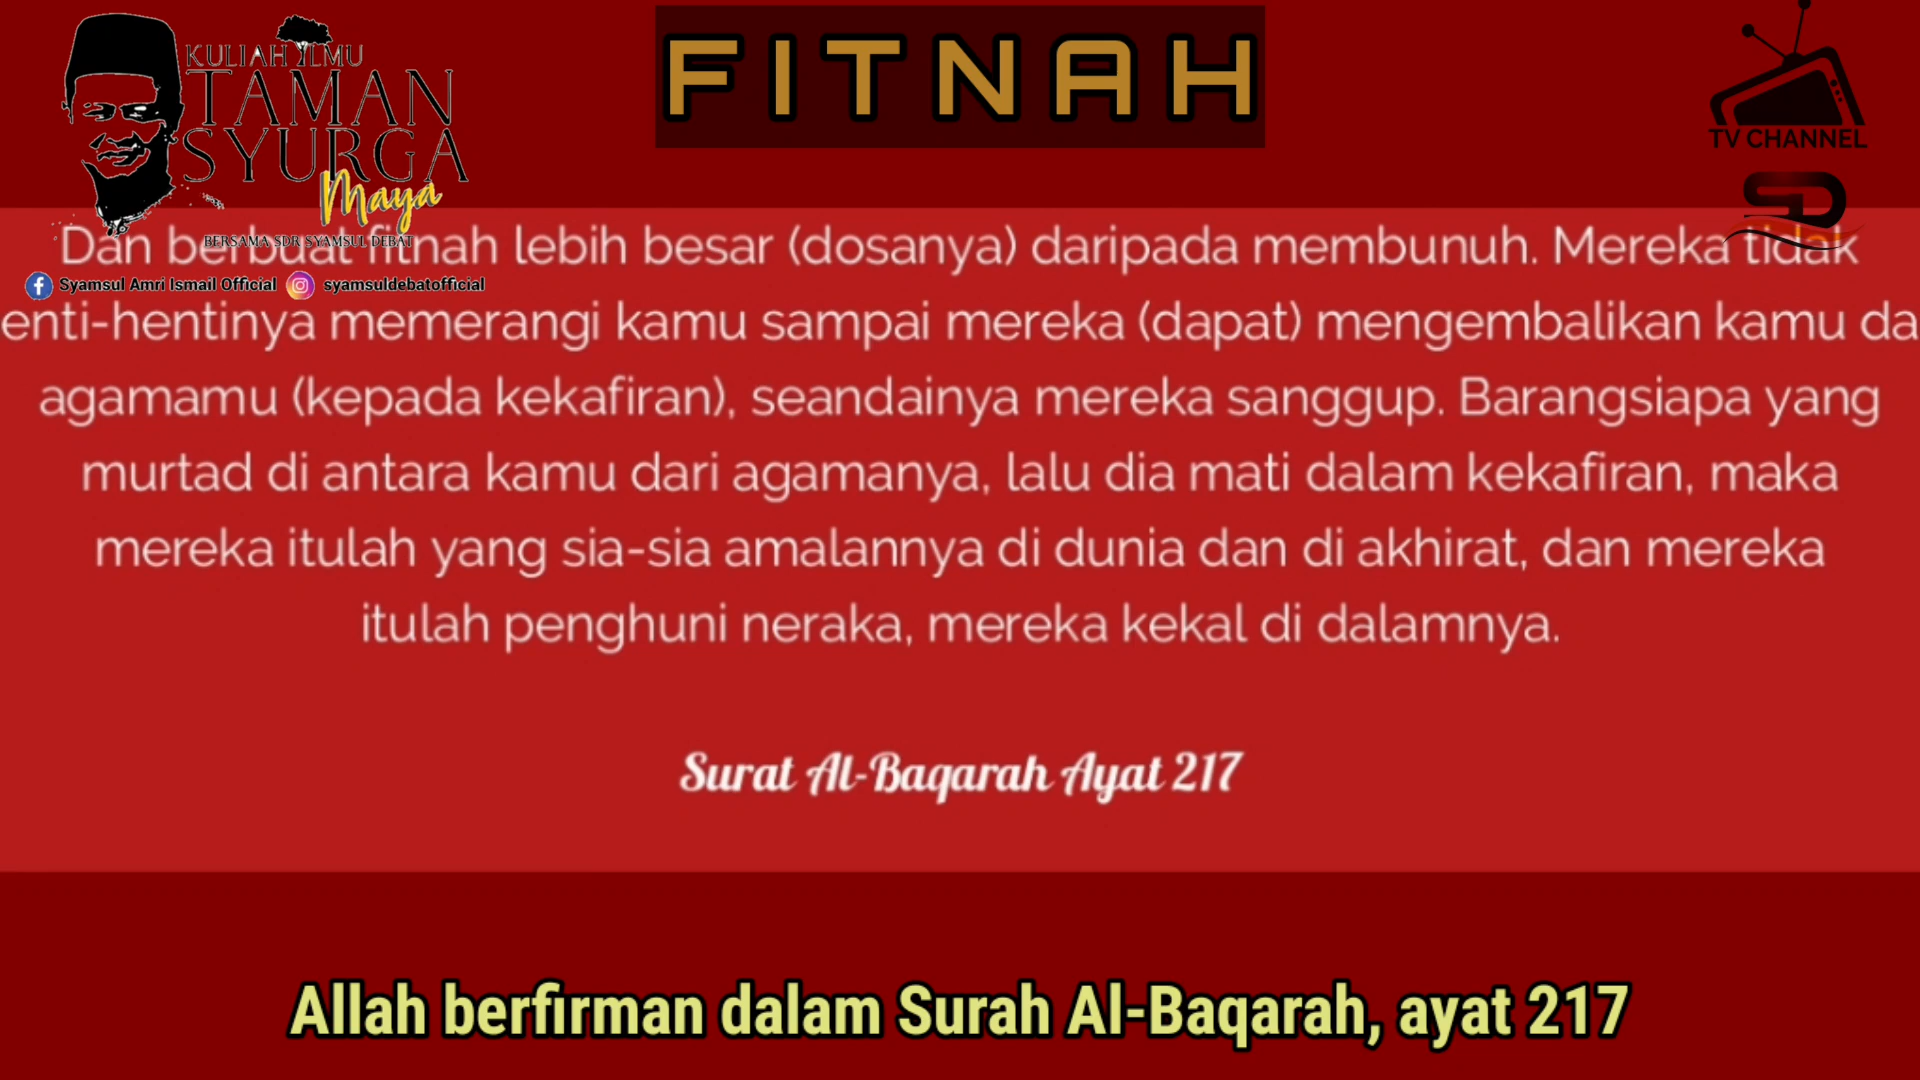 FITNAH
KULIAH ILMU
TAMAN
SYURGA
Maya
BERSAMA SDR SYAMSUL DEBAT
Syamsul Amri Ismail Official
syamsuldebatofficial
TV CHANNEL
SD
Dan berbuat fitnah lebih besar (dosanya) daripada membunuh. Mereka tidak
enti-hentinya memerangi kamu sampai mereka (dapat) mengembalikan kamu da
agamamu (kepada kekafiran), seandainya mereka sanggup. Barangsiapa yang
murtad di antara kamu dari agamanya, lalu dia mati dalam kekafiran, maka
mereka itulah yang sia-sia amalannya di dunia dan di akhirat, dan mereka
itulah penghuni neraka, mereka kekal di dalamnya.
Surat Al-Baqarah Ayat 217
Allah berfirman dalam Surah Al-Baqarah, ayat 217